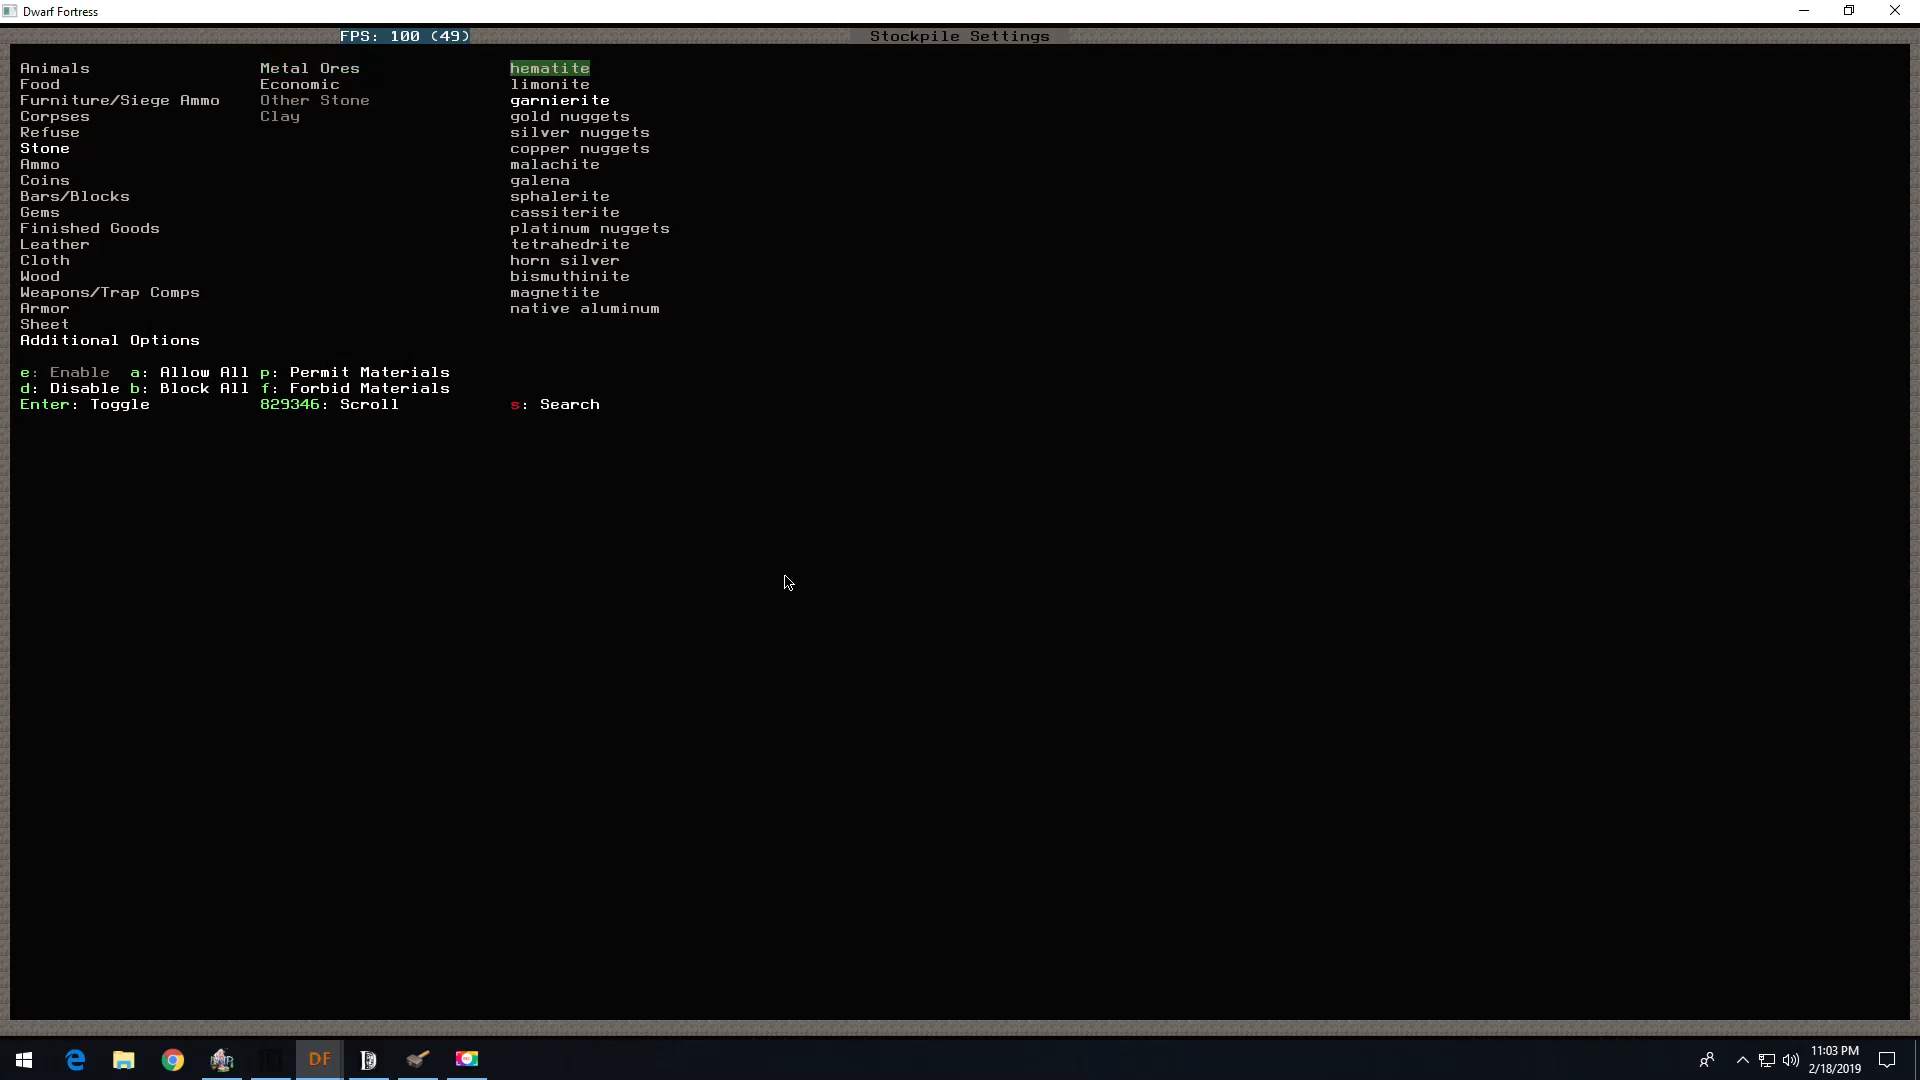 Dwarf Fortress
FPS: 100 (49)
Stockpile Settings
Animals
Food
Furniture/Siege Ammo
Corpses
Refuse
Stone
Ammo
Coins
Bars/Blocks
Gems
Finished Goods
Leather
Cloth
Wood
Weapons/Trap Comps
Armor
Sheet
Additional Options
Metal Ores
Economic
Other Stone
Clay
hematite
limonite
garnierite
gold nuggets
silver nuggets
copper nuggets
malachite
galena
sphalerite
cassiterite
platinum nuggets
tetrahedrite
horn silver
bismuthinite
magnetite
native aluminum
e: Enable a: Allow All p: Permit Materials
d: Disable b: Block All f: Forbid Materials
Enter: Toggle 829346: Scroll s: Search
DF
11:03 PM
2/18/2019